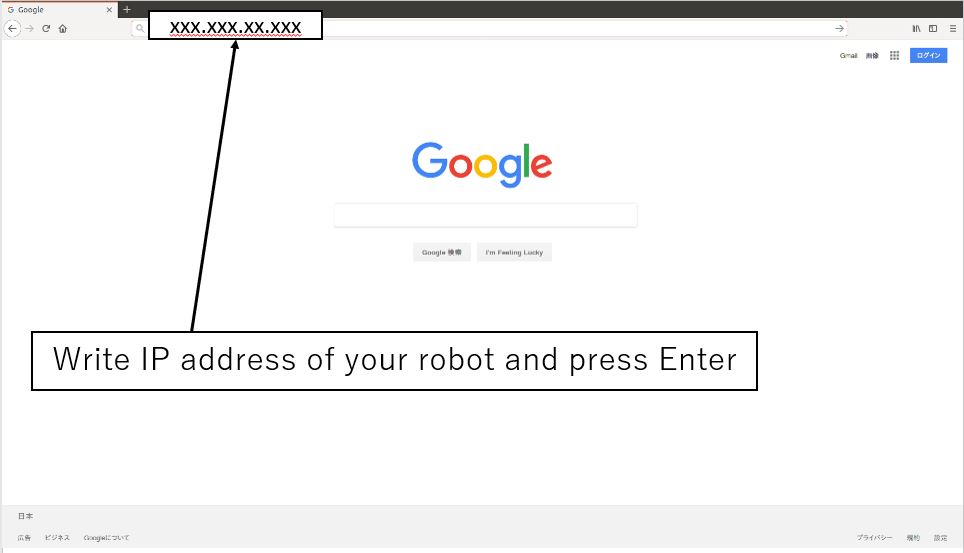 Google
XXX.XXX.XX.XXX
Gmail 画像 ログイン
Google
Google 検索 I'm Feeling Lucky
Write IP address of your robot and press Enter
日本
広告 ビジネス Googleについて プライバシー 規約 設定